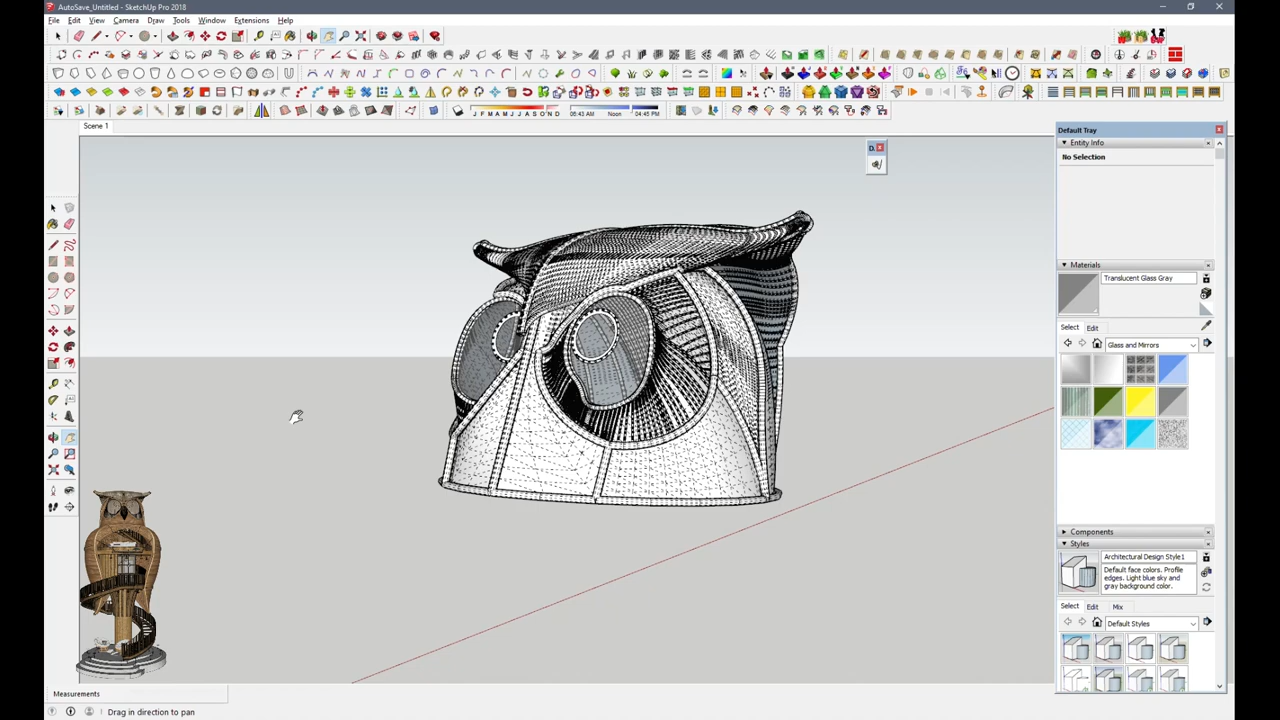 AutoSave_Untitled - SketchUp Pro 2018
File Edit View Camera Draw Tools Window Extensions Help
J F M A M J J A S O N D 06:43 AM Noon 04:45 PM
Scene 1
D.
Default Tray
Entity Info
No Selection
Materials
Translucent Glass Gray
Select Edit
Glass and Mirrors
Components
Styles
Architectural Design Style1
Default face colors. Profile
edges. Light blue sky and
gray background color.
Select Edit Mix
Default Styles
Measurements
Drag in direction to pan